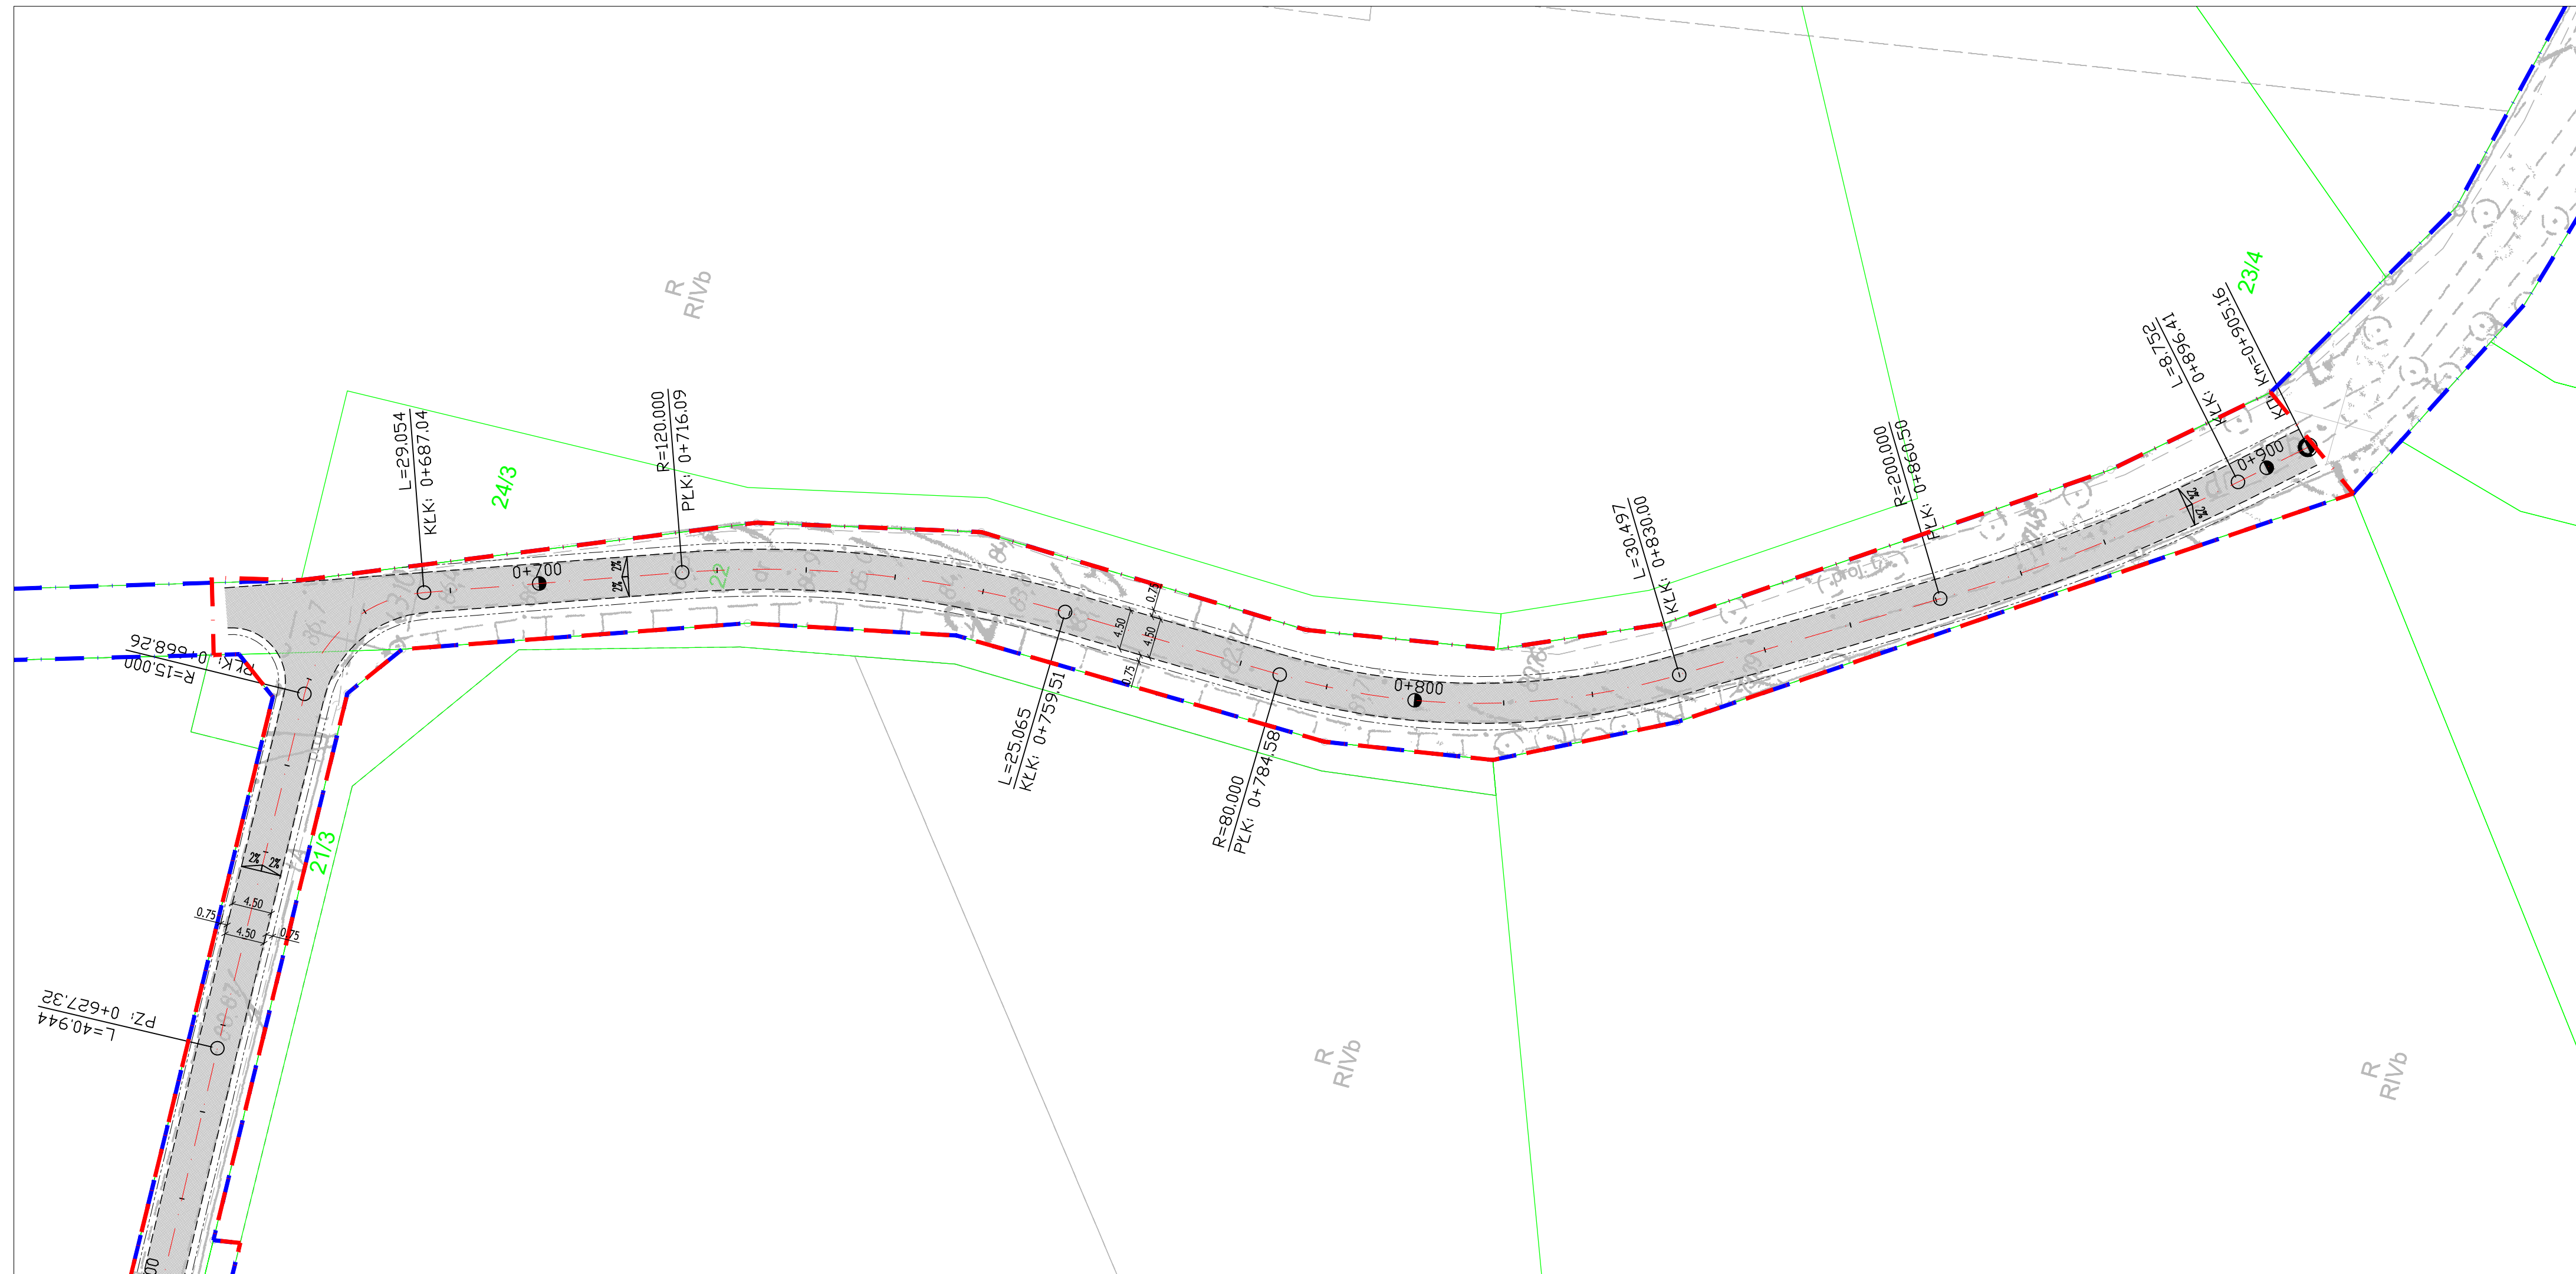 R
RIVb
23/4
Km=0+905.16
L=8.752
KŁK: 0+896.41
0+900
R=200.000
PŁK: 0+860.50
L=30.497
KŁK: 0+830.00
L=29.054
KŁK: 0+687.04
R=120.000
PŁK: 0+716.09
24/3
0+700
2%
2%
22
dr
0.75
4.50
4.50
0.75
0+800
2%
2%
L=25.065
KŁK: 0+759.51
R=80.000
PŁK: 0+784.58
PŁK: 0+668.26
R=15.000
21/3
2%
2%
4.50
0.75
4.50
0.75
PZ: 0+627.32
L=40.944
R
RIVb
R
RIVb